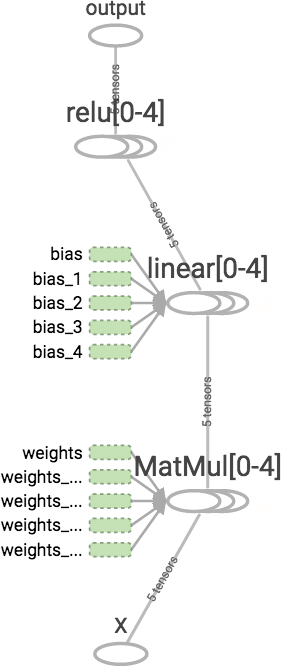 output
5 tensors
relu[0-4]
5 tensors
bias
linear[0-4]
bias_1
bias_2
bias_3
bias_4
5 tensors
weights
MatMul[0-4]
weights_...
weights_...
weights_...
weights_...
5 tensors
X